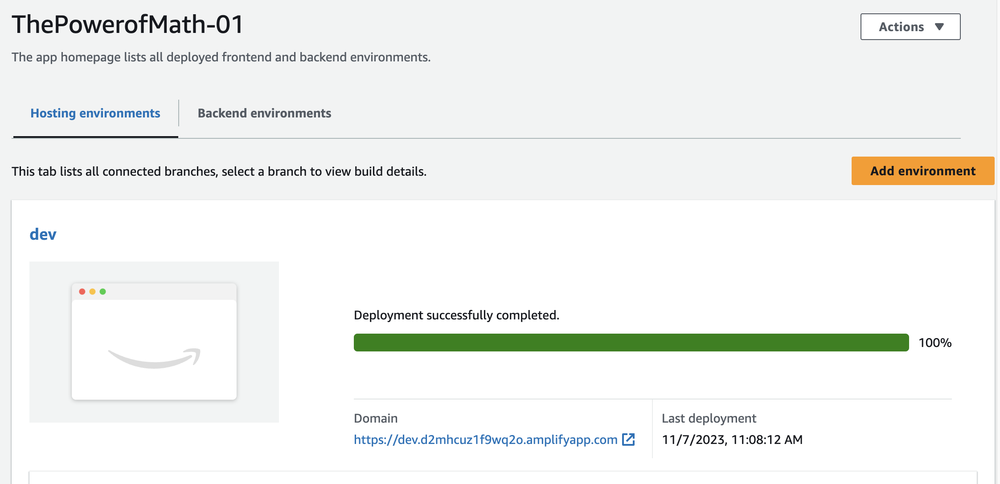 ThePowerofMath-01
Actions
The app homepage lists all deployed frontend and backend environments.
Hosting environments
Backend environments
This tab lists all connected branches, select a branch to view build details.
Add environment
dev
Deployment successfully completed.
100%
Domain
https://dev.d2mhcuz1f9wq2o.amplifyapp.com
Last deployment
11/7/2023, 11:08:12 AM